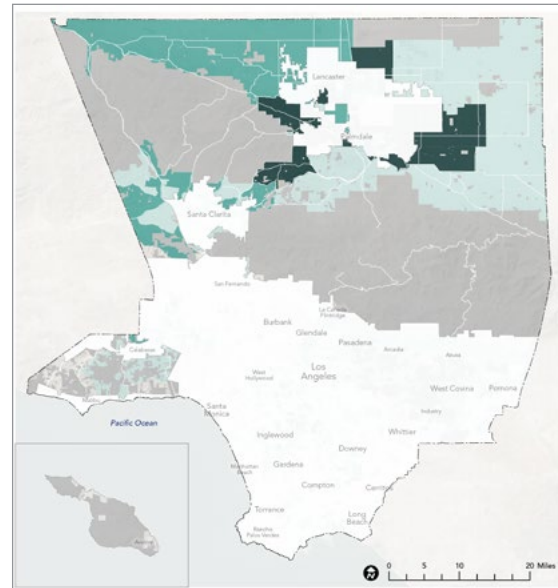 Lancaster
Palmdale
Santa Clarita
San Fernando
La Cañada
Flintridge
Burbank
Glendale
Pasadena
Arcadia
Azusa
Calabasas
West
Hollywood
Los
Angeles
West Covina
Pomona
Malibu
Santa
Monica
Industry
Pacific Ocean
Whittier
Inglewood
Downey
Manhattan
Beach
Gardena
Compton
Cerritos
Torrance
Long
Beach
Rancho
Palos Verdes
Avalon
N
0 5 10 20 Miles